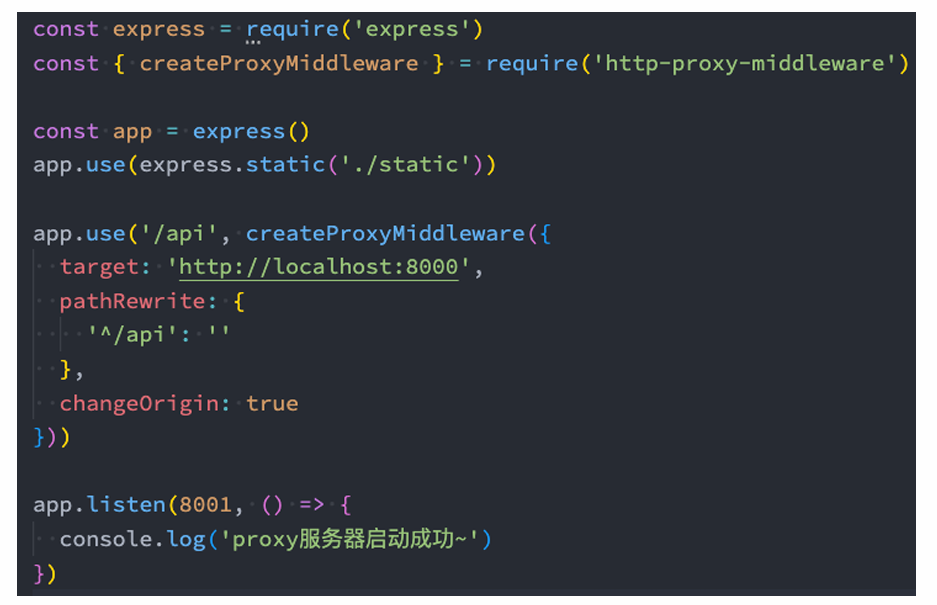 const express = require('express')
const { createProxyMiddleware } = require('http-proxy-middleware')
const app = express()
app.use(express.static('./static'))
app.use('/api', createProxyMiddleware({
  target: 'http://localhost:8000',
  pathRewrite: {
    '^/api': ''
  },
  changeOrigin: true
}))
app.listen(8001, () => {
  console.log('proxy服务器启动成功~')
})